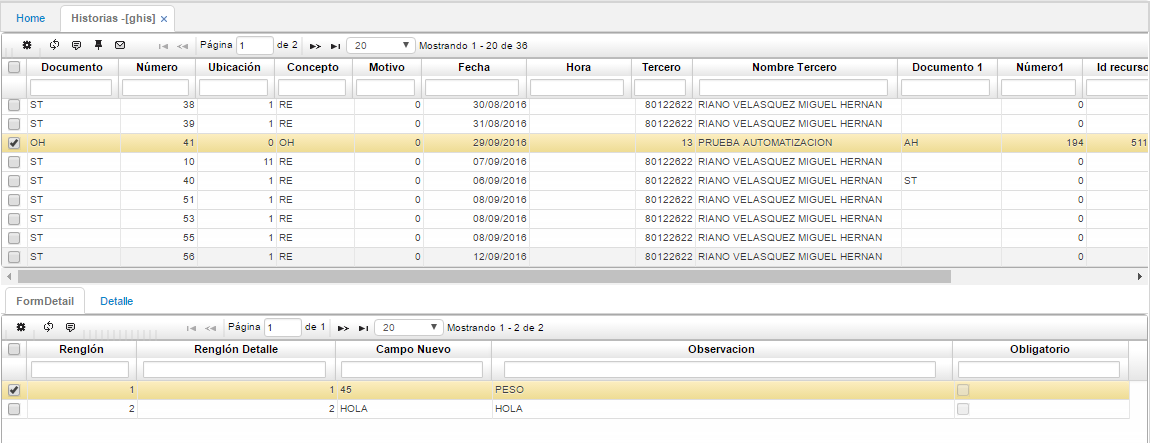 Home Historias -[ghis] ×
Página 1 de 2 20 Mostrando 1 - 20 de 36
Documento Número Ubicación Concepto Motivo Fecha Hora Tercero Nombre Tercero Documento 1 Número1 Id recurso
ST 38 1 RE 0 30/08/2016 80122622 RIANO VELASQUEZ MIGUEL HERNAN 0
ST 39 1 RE 0 31/08/2016 80122622 RIANO VELASQUEZ MIGUEL HERNAN 0
OH 41 0 OH 0 29/09/2016 13 PRUEBA AUTOMATIZACION AH 194 511
ST 10 11 RE 0 07/09/2016 80122622 RIANO VELASQUEZ MIGUEL HERNAN 0
ST 40 1 RE 0 06/09/2016 80122622 RIANO VELASQUEZ MIGUEL HERNAN ST 0
ST 51 1 RE 0 08/09/2016 80122622 RIANO VELASQUEZ MIGUEL HERNAN 0
ST 53 1 RE 0 08/09/2016 80122622 RIANO VELASQUEZ MIGUEL HERNAN 0
ST 55 1 RE 0 08/09/2016 80122622 RIANO VELASQUEZ MIGUEL HERNAN 0
ST 56 1 RE 0 12/09/2016 80122622 RIANO VELASQUEZ MIGUEL HERNAN 0
FormDetail Detalle
Página 1 de 1 20 Mostrando 1 - 2 de 2
Renglón Renglón Detalle Campo Nuevo Observacion Obligatorio
1 1 45 PESO
2 2 HOLA HOLA